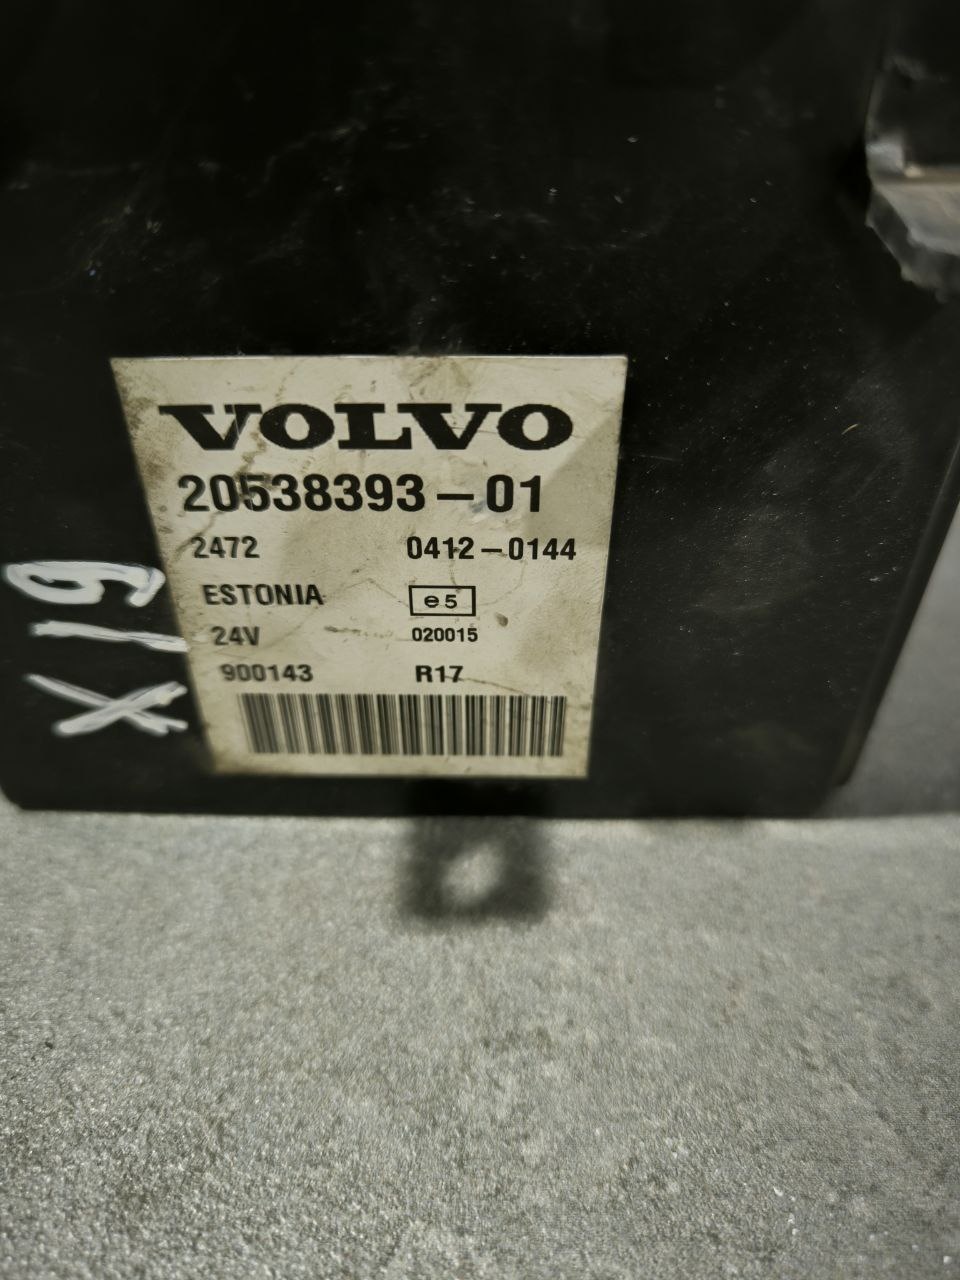 VOLVO
20538393-01
2472 0412-0144
ESTONIA e5
24V 020015
900143 R17
X19